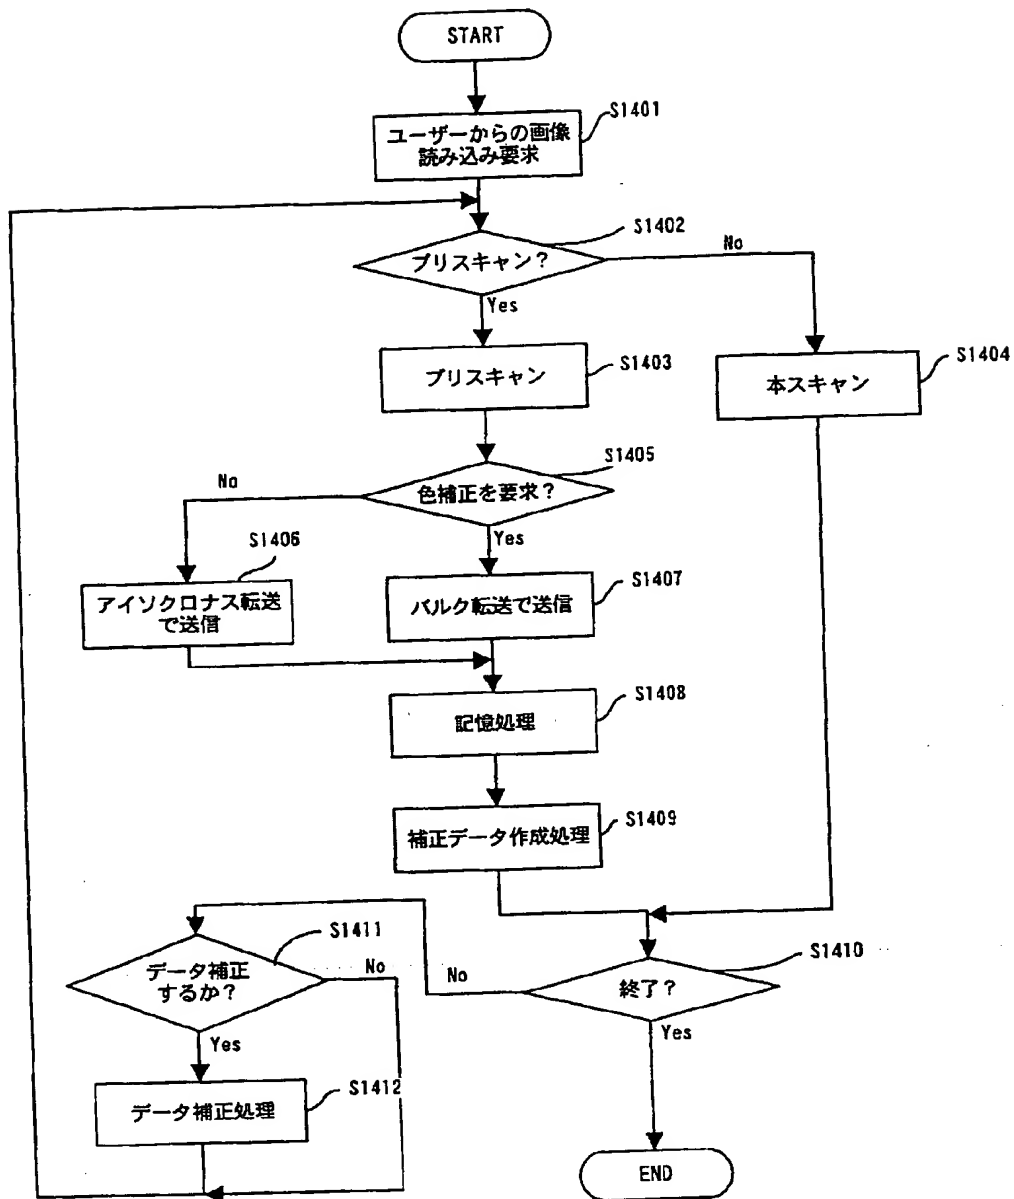 START
ユーザーからの画像
読み込み要求
S1401
プリスキャン？
S1402
No
Yes
プリスキャン
S1403
本スキャン
S1404
色補正を要求？
S1405
No
Yes
S1406
アイソクロナス転送
で送信
バルク転送で送信
S1407
記憶処理
S1408
補正データ作成処理
S1409
データ補正
するか？
S1411
No
Yes
終了？
S1410
No
Yes
データ補正処理
S1412
END